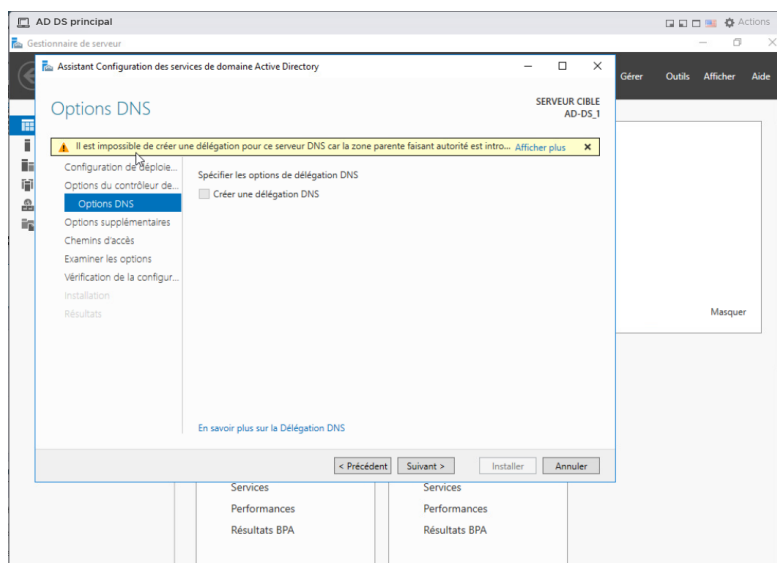 AD DS principal
Actions
Gestionnaire de serveur
Gérer Outils Afficher Aide
Assistant Configuration des services de domaine Active Directory
Options DNS
SERVEUR CIBLE
AD-DS_1
Il est impossible de créer une délégation pour ce serveur DNS car la zone parente faisant autorité est intro... Afficher plus
Configuration de déploie...
Options du contrôleur de...
Options DNS
Options supplémentaires
Chemins d'accès
Examiner les options
Vérification de la configur...
Installation
Résultats
Spécifier les options de délégation DNS
Créer une délégation DNS
En savoir plus sur la Délégation DNS
< Précédent Suivant > Installer Annuler
Masquer
Services
Performances
Résultats BPA
Services
Performances
Résultats BPA